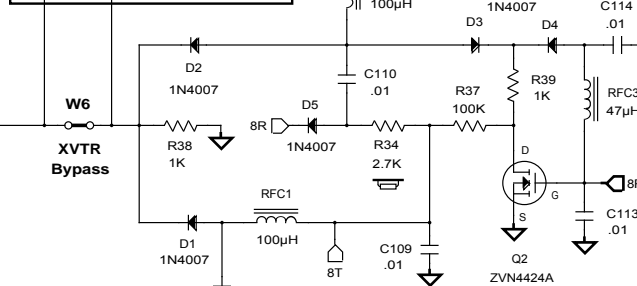 100µH
1N4007
C114
.01
D3
D4
D2
1N4007
C110
.01
R37
100K
R39
1K
RFC3
47µH
W6
XVTR
Bypass
R38
1K
8R
D5
1N4007
R34
2.7K
D
G
S
RFC1
100µH
D1
1N4007
8T
C109
.01
Q2
ZVN4424A
C113
.01